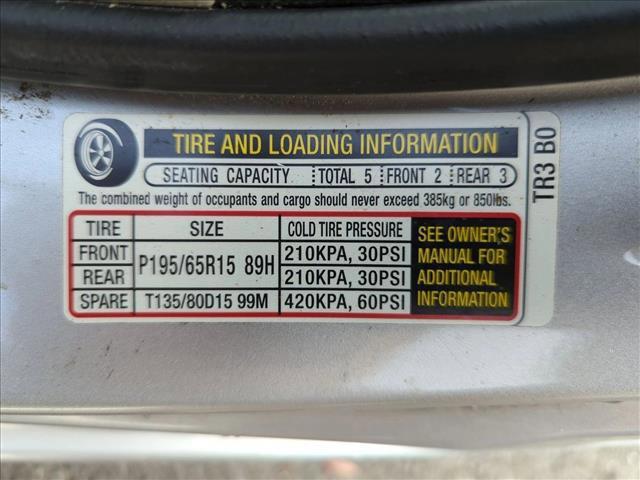 TIRE AND LOADING INFORMATION
SEATING CAPACITY TOTAL 5 FRONT 2 REAR 3
The combined weight of occupants and cargo should never exceed 385kg or 850lbs.
TIRE SIZE COLD TIRE PRESSURE
FRONT P195/65R15 89H 210KPA, 30PSI
REAR 210KPA, 30PSI
SPARE T135/80D15 99M 420KPA, 60PSI
SEE OWNER'S
MANUAL FOR
ADDITIONAL
INFORMATION
TR3 B0